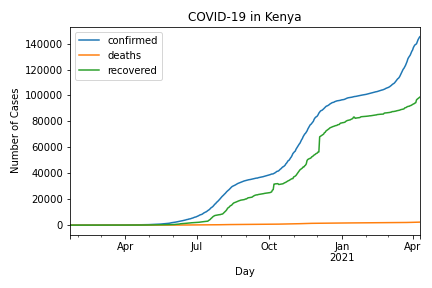 COVID-19 in Kenya
confirmed
deaths
recovered
Number of Cases
140000
120000
100000
80000
60000
40000
20000
0
Apr
Jul
Oct
Jan
2021
Apr
Day